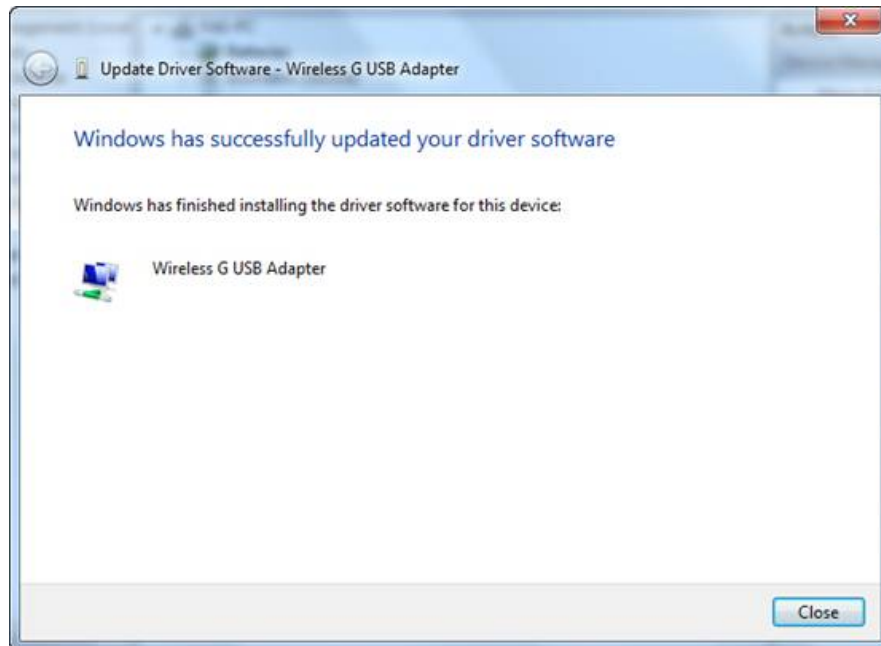 Update Driver Software - Wireless G USB Adapter
Windows has successfully updated your driver software
Windows has finished installing the driver software for this device:
Wireless G USB Adapter
Close